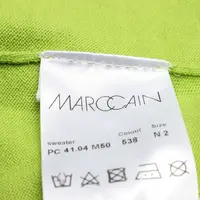 MARCCAIN
sweater Colour Size
PC 41.04 M50 538 N 2